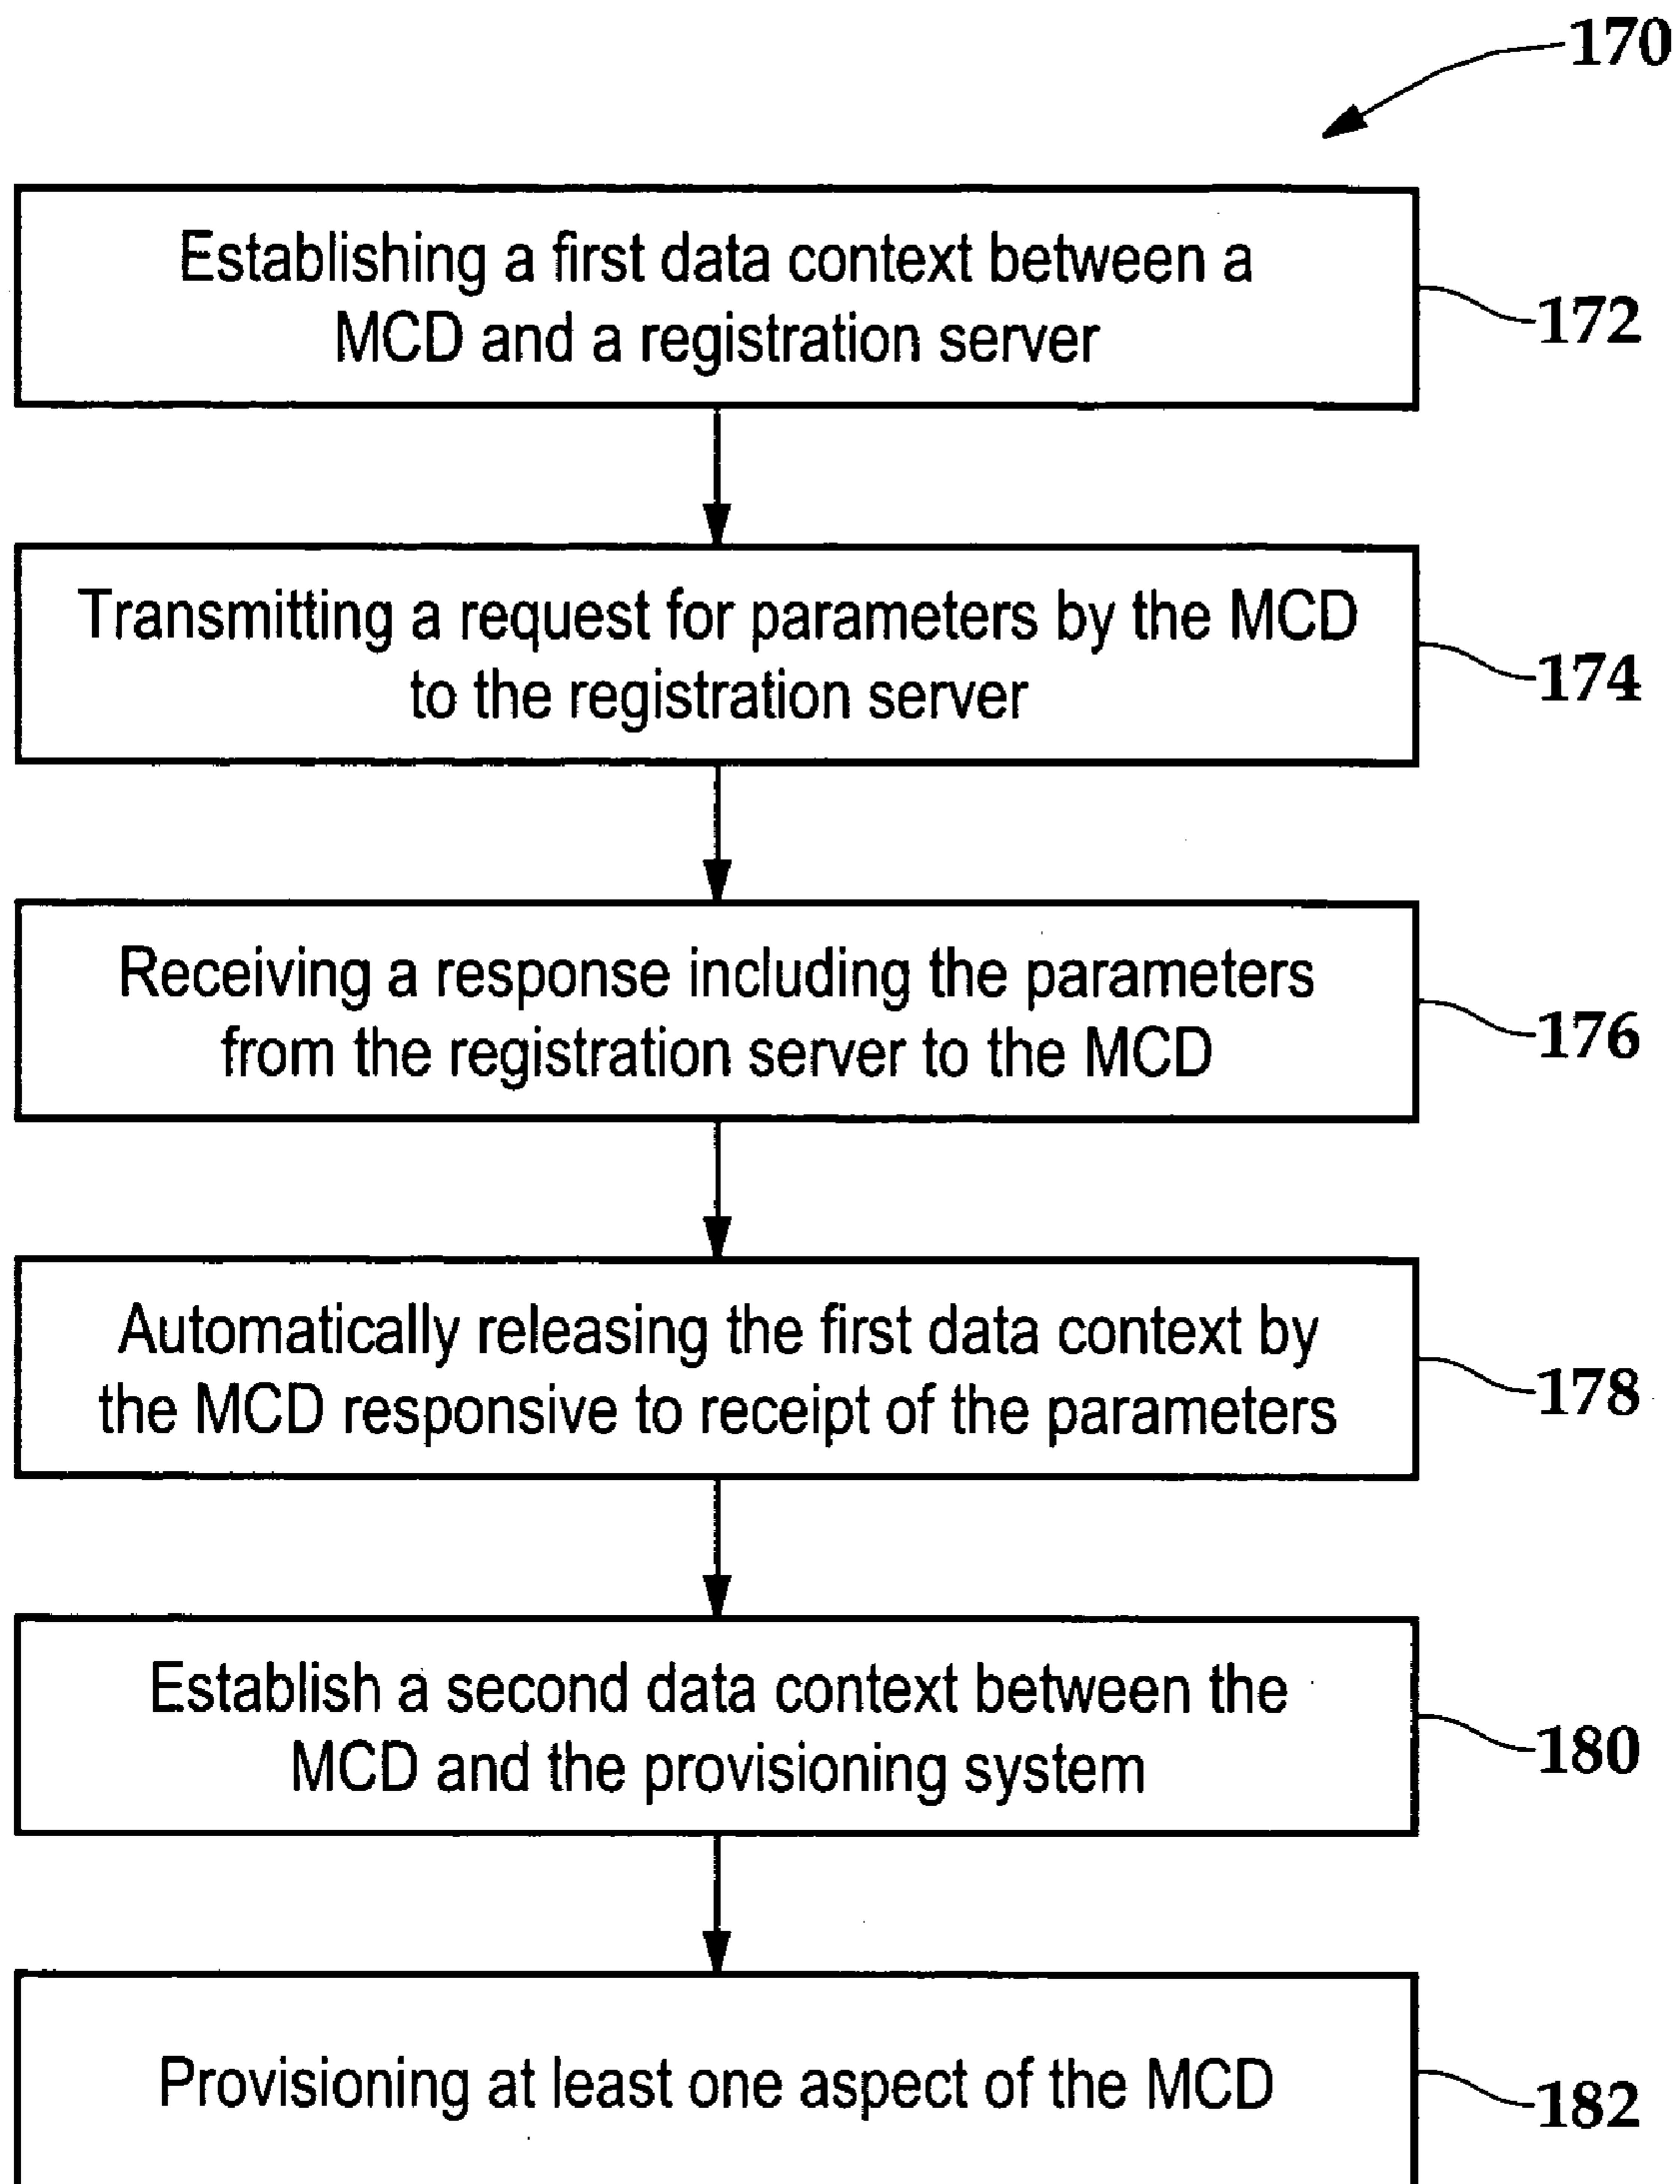 170
Establishing a first data context between a
MCD and a registration server
172
Transmitting a request for parameters by the MCD
to the registration server
174
Receiving a response including the parameters
from the registration server to the MCD
176
Automatically releasing the first data context by
the MCD responsive to receipt of the parameters
178
Establish a second data context between the
MCD and the provisioning system
180
Provisioning at least one aspect of the MCD
182